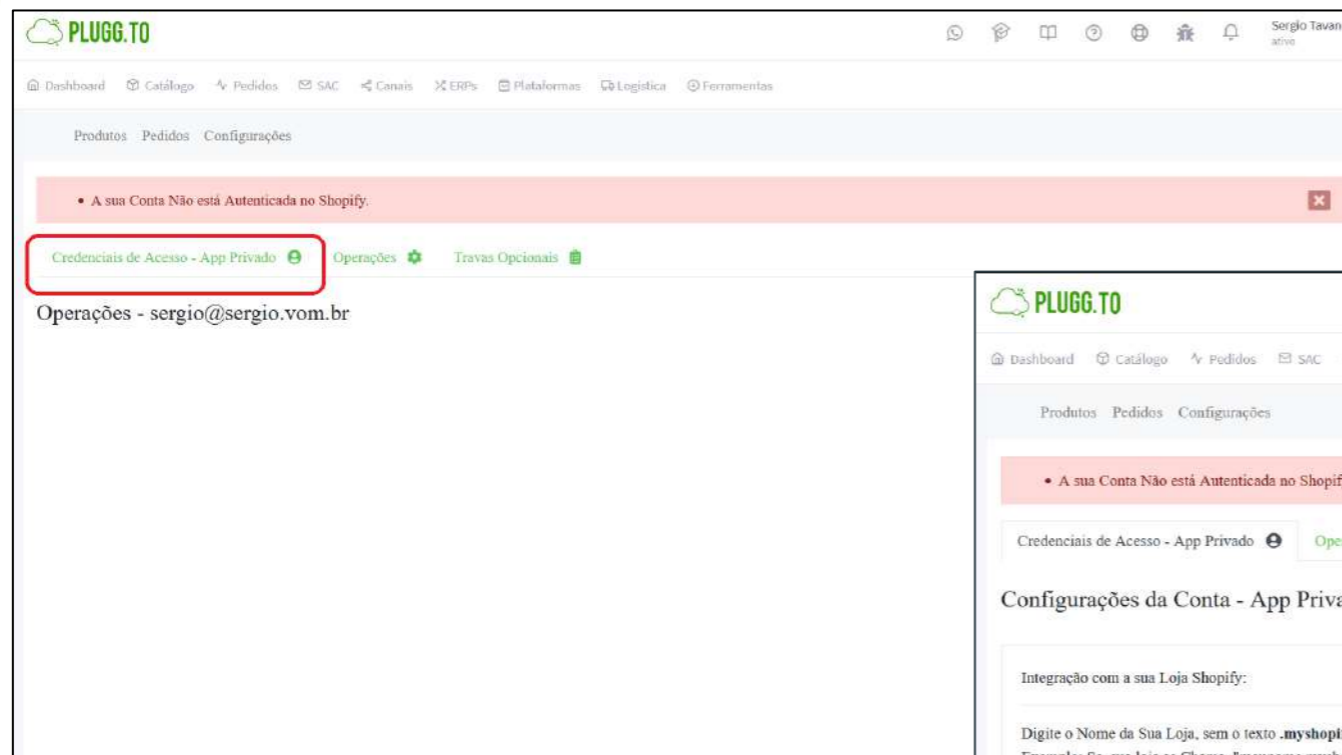 PLUGG.TO
Sergio Tavan
ativo
Dashboard Catálogo Pedidos SAC Canais ERPs Plataformas Logística Ferramentas
Produtos Pedidos Configurações
• A sua Conta Não está Autenticada no Shopify.
Credenciais de Acesso - App Privado Operações Travas Opcionais
Operações - sergio@sergio.vom.br
PLUGG.TO
Dashboard Catálogo Pedidos SAC
Produtos Pedidos Configurações
• A sua Conta Não está Autenticada no Shopif
Credenciais de Acesso - App Privado Ope
Configurações da Conta - App Priva
Integração com a sua Loja Shopify:
Digite o Nome da Sua Loja, sem o texto .myshopi